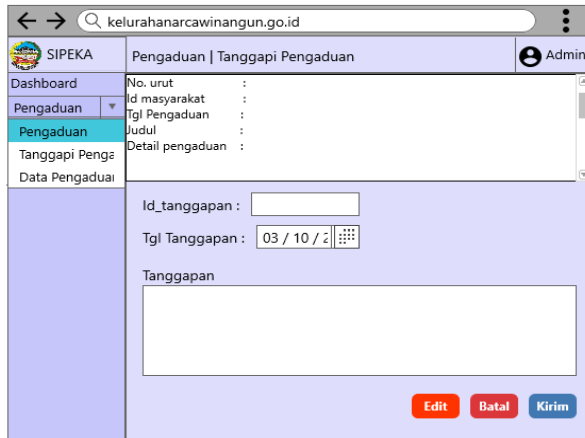 kelurahanarcawinangun.go.id
SIPEKA
Pengaduan | Tanggapi Pengaduan
Admin
Dashboard
Pengaduan
Pengaduan
Tanggapi Penga
Data Pengadua
No. urut :
Id masyarakat :
Tgl Pengaduan :
Judul :
Detail pengaduan :
Id_tanggapan :
Tgl Tanggapan : 03 / 10 / 2
Tanggapan
Edit Batal Kirim